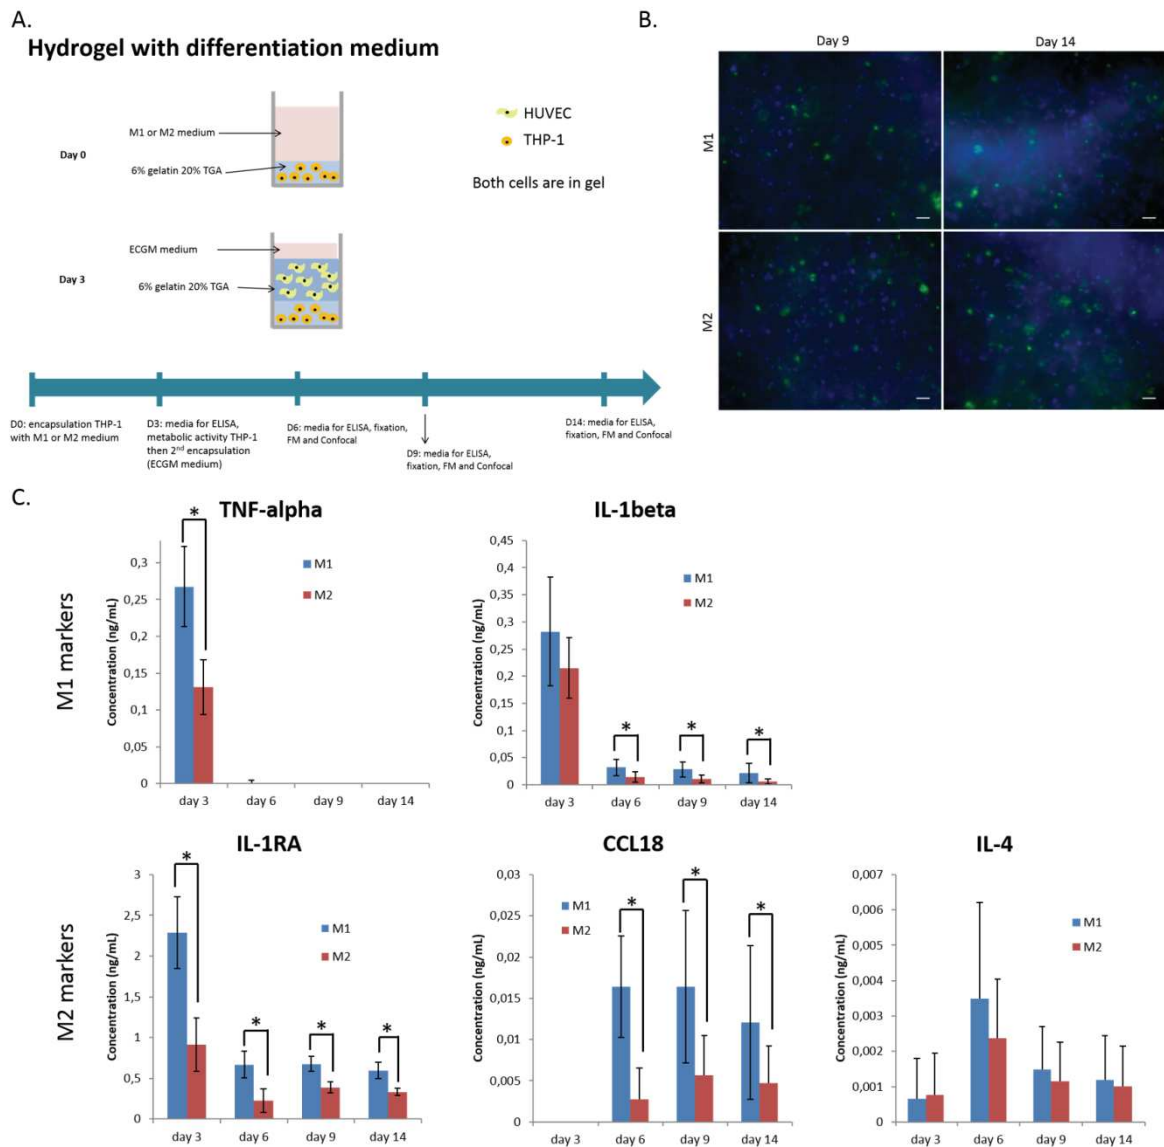 A.
Hydrogel with differentiation medium
Day 0
M1 or M2 medium
6% gelatin 20% TGA
HUVEC
THP-1
Both cells are in gel
Day 3
ECGM medium
6% gelatin 20% TGA
D0: encapsulation THP-1
with M1 or M2 medium
D3: media for ELISA,
metabolic activity THP-1
then 2nd encapsulation
(ECGM medium)
D6: media for ELISA, fixation,
FM and Confocal
D9: media for ELISA,
fixation, FM and Confocal
D14: media for ELISA,
fixation, FM and Confocal
B.
Day 9
Day 14
M1
M2
C.
M1 markers
TNF-alpha
*
Concentration (ng/mL)
0,3
0,25
0,2
0,15
0,1
0,05
0
M1
M2
day 3
day 6
day 9
day 14
IL-1beta
Concentration (ng/mL)
0,45
0,4
0,35
0,3
0,25
0,2
0,15
0,1
0,05
0
M1
M2
*
*
*
day 3
day 6
day 9
day 14
M2 markers
IL-1RA
Concentration (ng/mL)
3
2,5
2
1,5
1
0,5
0
*
*
*
*
M1
M2
day 3
day 6
day 9
day 14
CCL18
Concentration (ng/mL)
0,03
0,025
0,02
0,015
0,01
0,005
0
M1
M2
*
*
*
day 3
day 6
day 9
day 14
IL-4
Concentration (ng/mL)
0,007
0,006
0,005
0,004
0,003
0,002
0,001
0
M1
M2
day 3
day 6
day 9
day 14